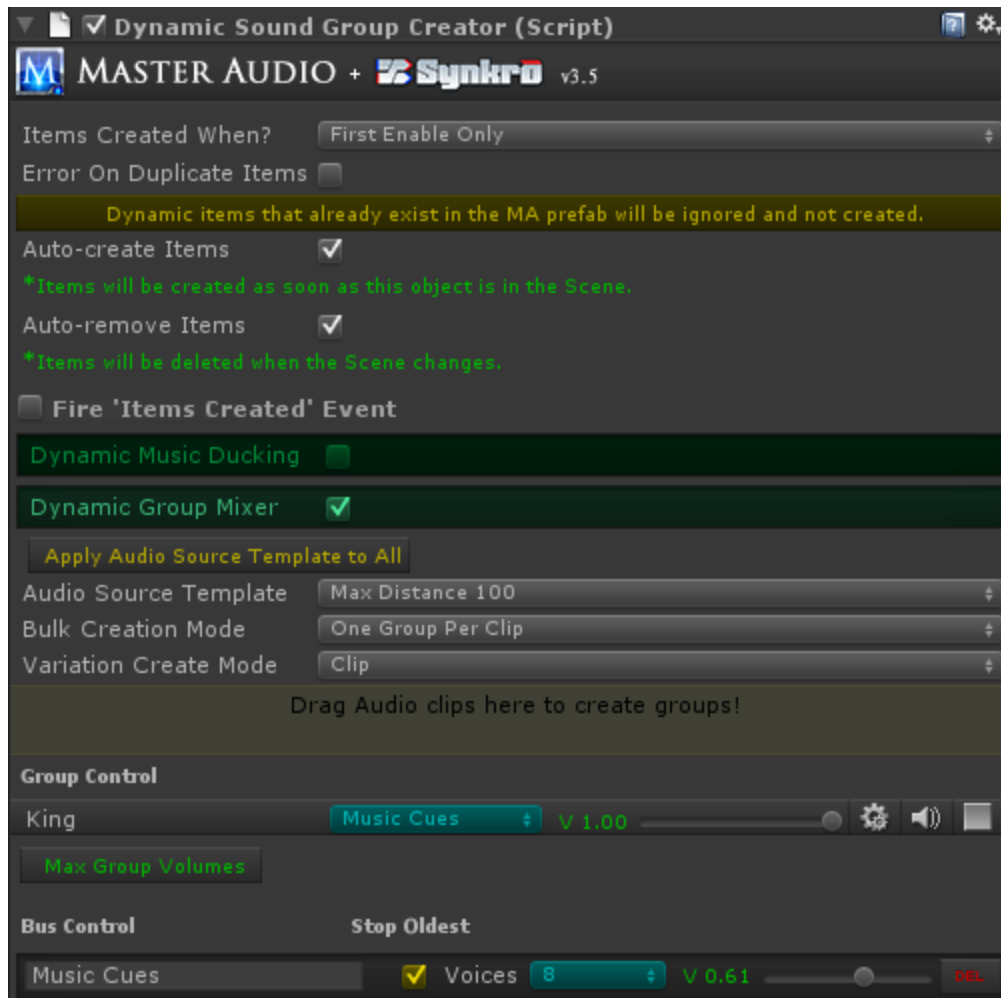 Dynamic Sound Group Creator (Script)
M MASTER AUDIO + Synkro v3.5
Items Created When? First Enable Only
Error On Duplicate Items
Dynamic items that already exist in the MA prefab will be ignored and not created.
Auto-create Items
*Items will be created as soon as this object is in the Scene.
Auto-remove Items
*Items will be deleted when the Scene changes.
Fire 'Items Created' Event
Dynamic Music Ducking
Dynamic Group Mixer
Apply Audio Source Template to All
Audio Source Template Max Distance 100
Bulk Creation Mode One Group Per Clip
Variation Create Mode Clip
Drag Audio clips here to create groups!
Group Control
King Music Cues V 1.00
Max Group Volumes
Bus Control Stop Oldest
Music Cues Voices 8 V 0.61 DEL